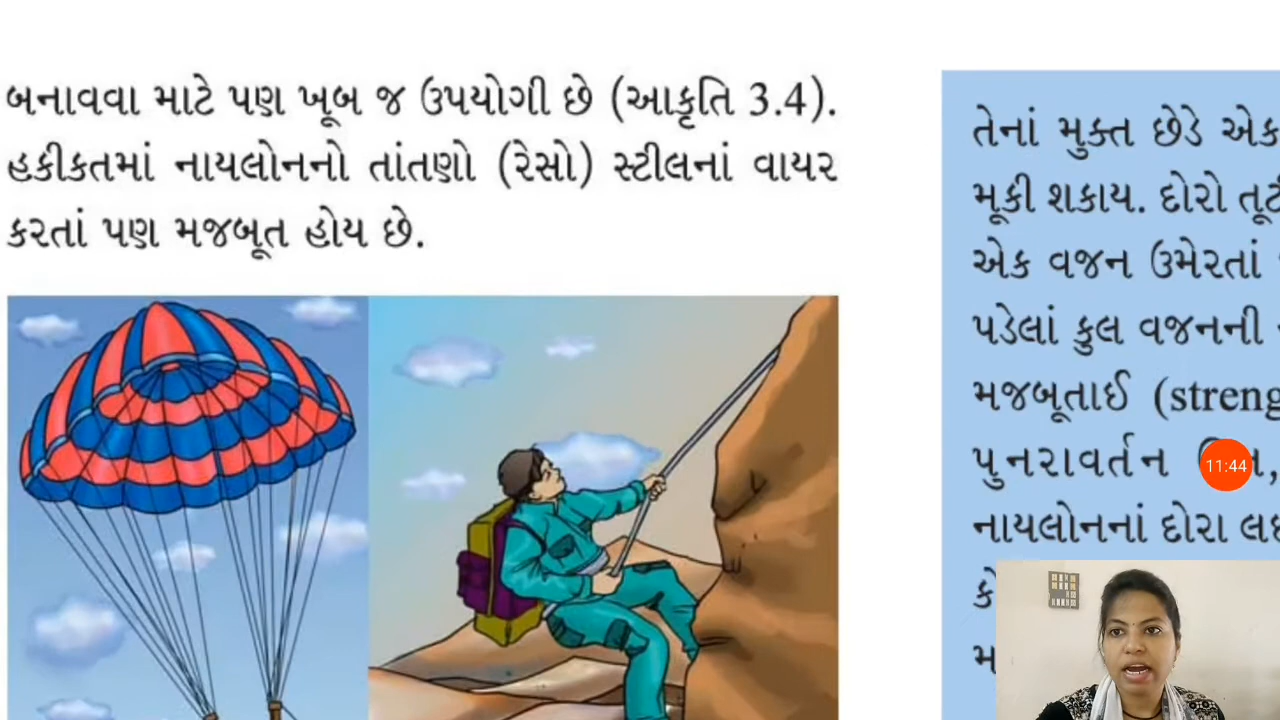 બનાવવા માટે પણ ખૂબ જ ઉપયોગી છે (આકૃતિ 3.4).
હકીકતમાં નાયલોનનો તાંતણો (રેસો) સ્ટીલનાં વાયર
કરતાં પણ મજબૂત હોય છે.
તેનાં મુક્ત છેડે એક
મૂકી શકાય. દોરો
એક વજન ઉમેરતાં
પડેલાં કુલ વજનની
મજબૂતાઈ
પુનરાવર્તન
11:44
નાયલોનનાં દોરા